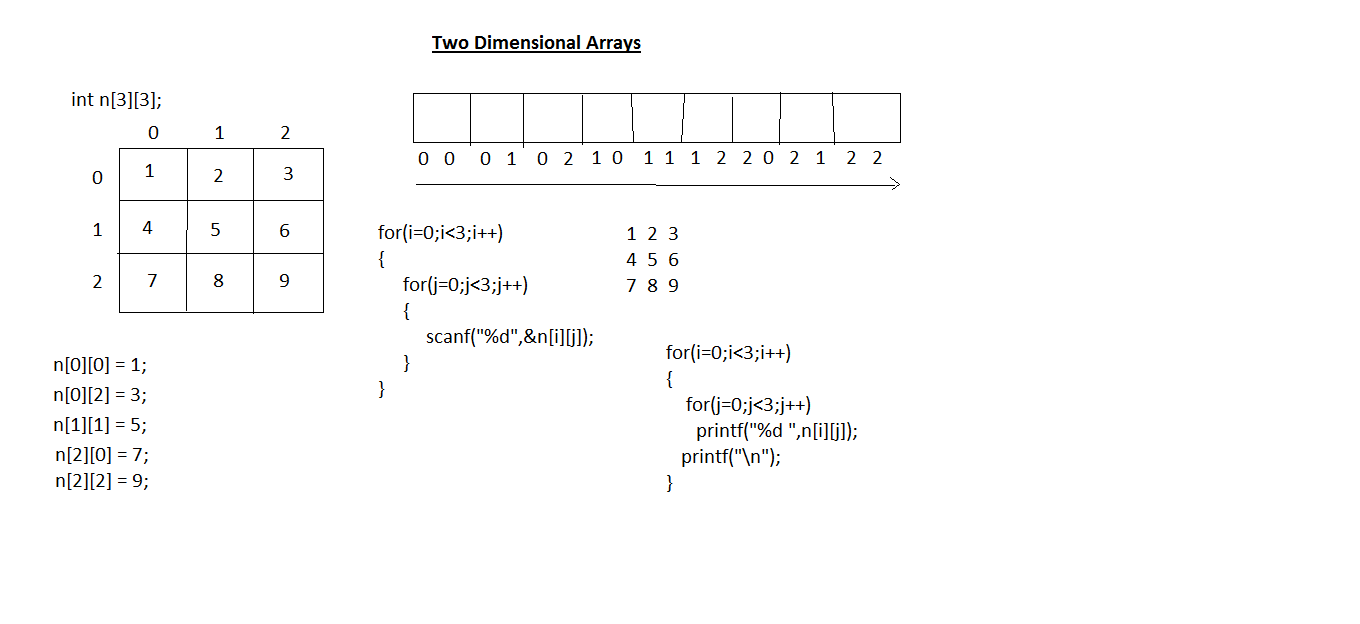 Two Dimensional Arrays
int n[3][3];
0 1 2
0 1 2 3
1 4 5 6
2 7 8 9
n[0][0] = 1;
n[0][2] = 3;
n[1][1] = 5;
n[2][0] = 7;
n[2][2] = 9;
0 0 0 1 0 2 1 0 1 1 1 2 2 0 2 1 2 2
for(i=0;i<3;i++)
{
for(j=0;j<3;j++)
{
scanf("%d",&n[i][j]);
}
}
1 2 3
4 5 6
7 8 9
for(i=0;i<3;i++)
{
for(j=0;j<3;j++)
printf("%d ",n[i][j]);
printf("\n");
}